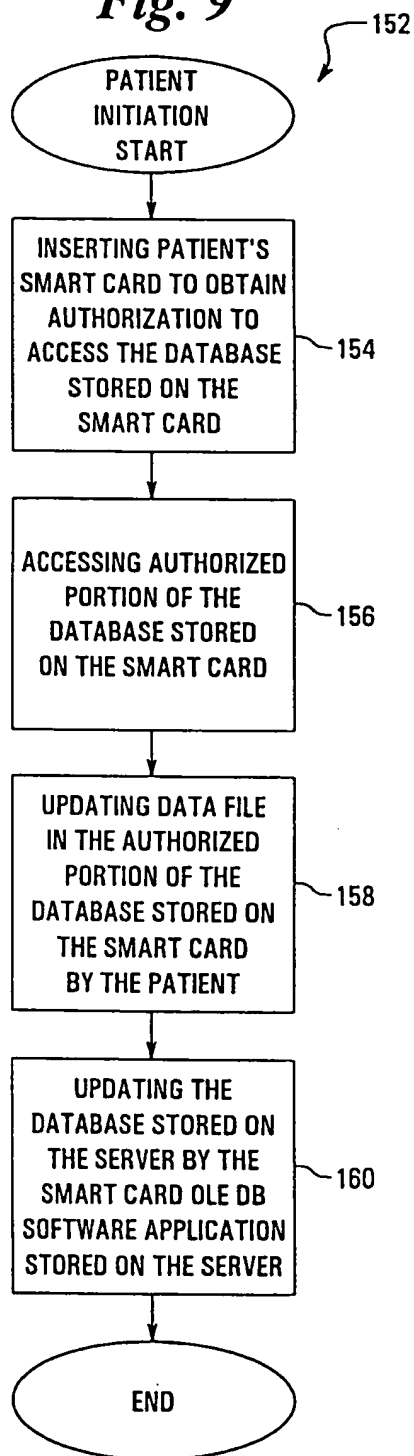 Fig. 9
152
PATIENT
INITIATION
START
INSERTING PATIENT'S
SMART CARD TO OBTAIN
AUTHORIZATION TO
ACCESS THE DATABASE
STORED ON THE
SMART CARD
154
ACCESSING AUTHORIZED
PORTION OF THE
DATABASE STORED
ON THE SMART CARD
156
UPDATING DATA FILE
IN THE AUTHORIZED
PORTION OF THE
DATABASE STORED ON
THE SMART CARD
BY THE PATIENT
158
UPDATING THE
DATABASE STORED ON
THE SERVER BY THE
SMART CARD OLE DB
SOFTWARE APPLICATION
STORED ON THE SERVER
160
END